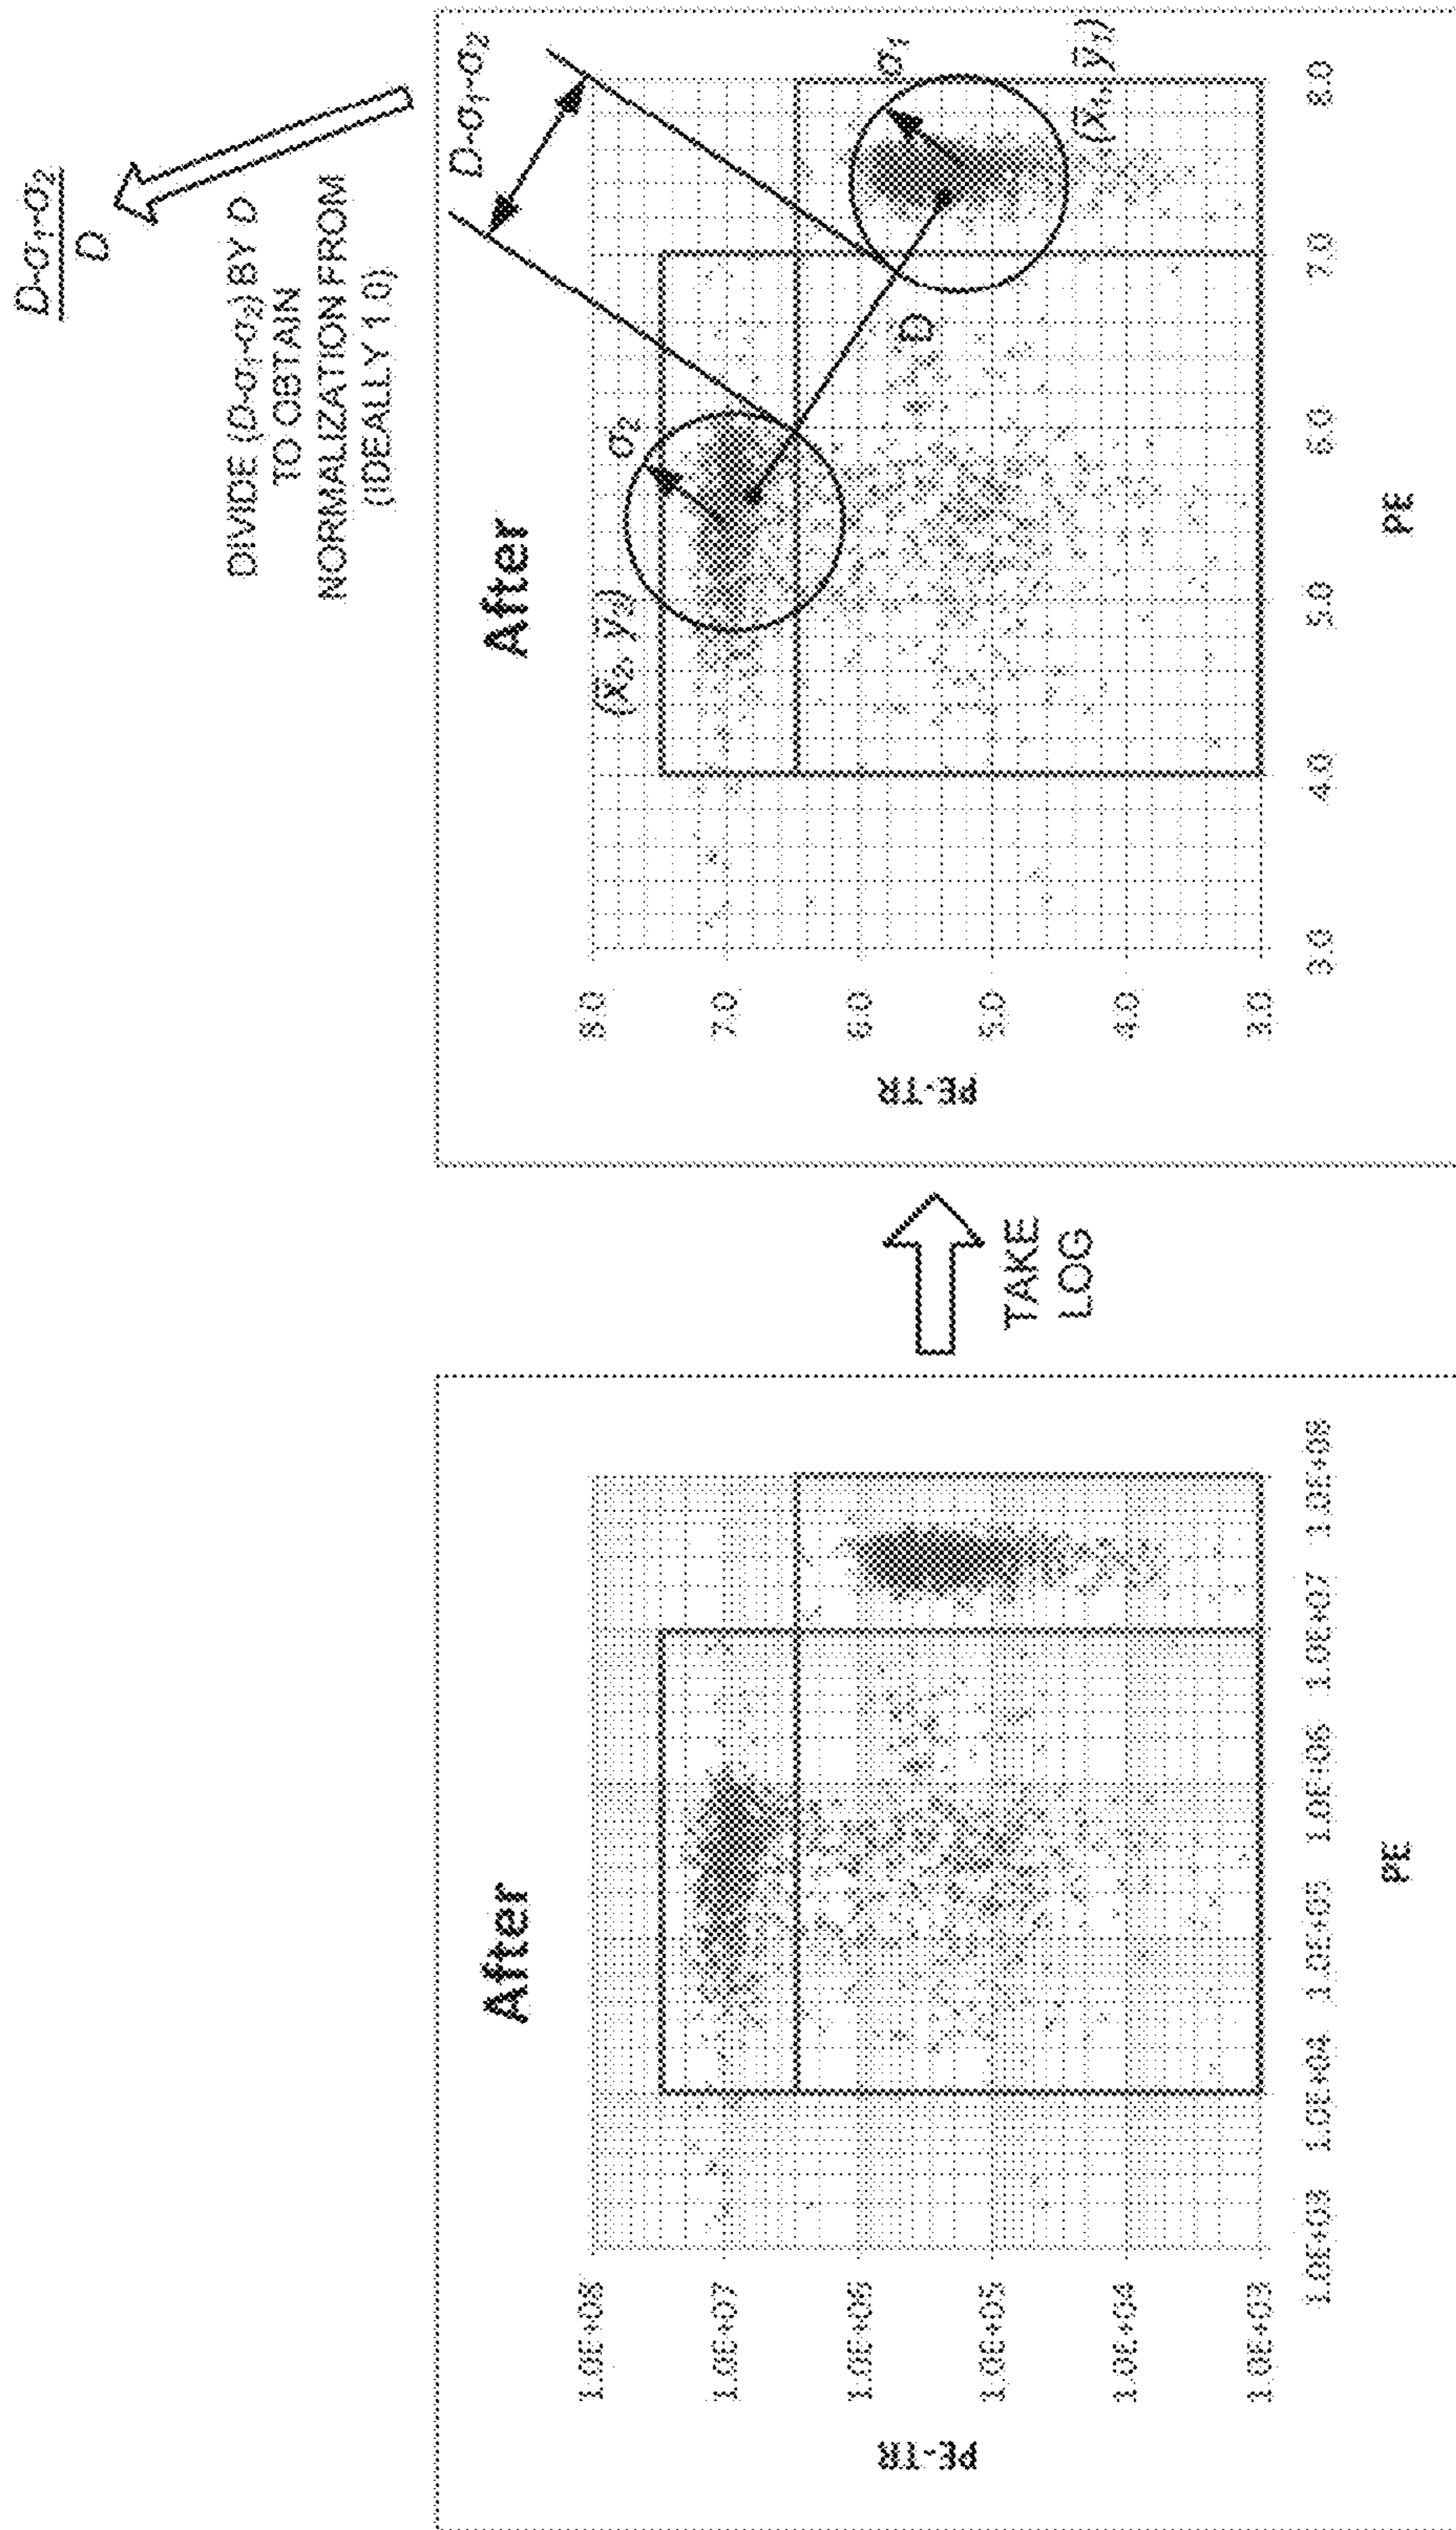 After
PE-TR
1.0E+08
1.0E+07
1.0E+06
1.0E+05
1.0E+04
1.0E+03
1.0E+03 1.0E+04 1.0E+05 1.0E+06 1.0E+07 1.0E+08
PE
TAKE
LOG
After
PE-TR
8.0
7.0
6.0
5.0
4.0
3.0
3.0 4.0 5.0 6.0 7.0 8.0
PE
(x̄₂, ȳ₂)
σ₂
D
D-σ₁-σ₂
σ₁
(x̄₁, ȳ₁)
DIVIDE (D-σ₁-σ₂) BY D
TO OBTAIN
NORMALIZATION FROM
(IDEALLY 1.0)
D-σ₁-σ₂
D